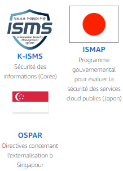 ISMS
K-ISMS
Sécurité des
informations (Corée)
ISMAP
Programme
gouvernemental
pour évaluer la
sécurité des services
cloud publics (Japon)
OSPAR
Directives concernant
l'externalisation à
Singapour